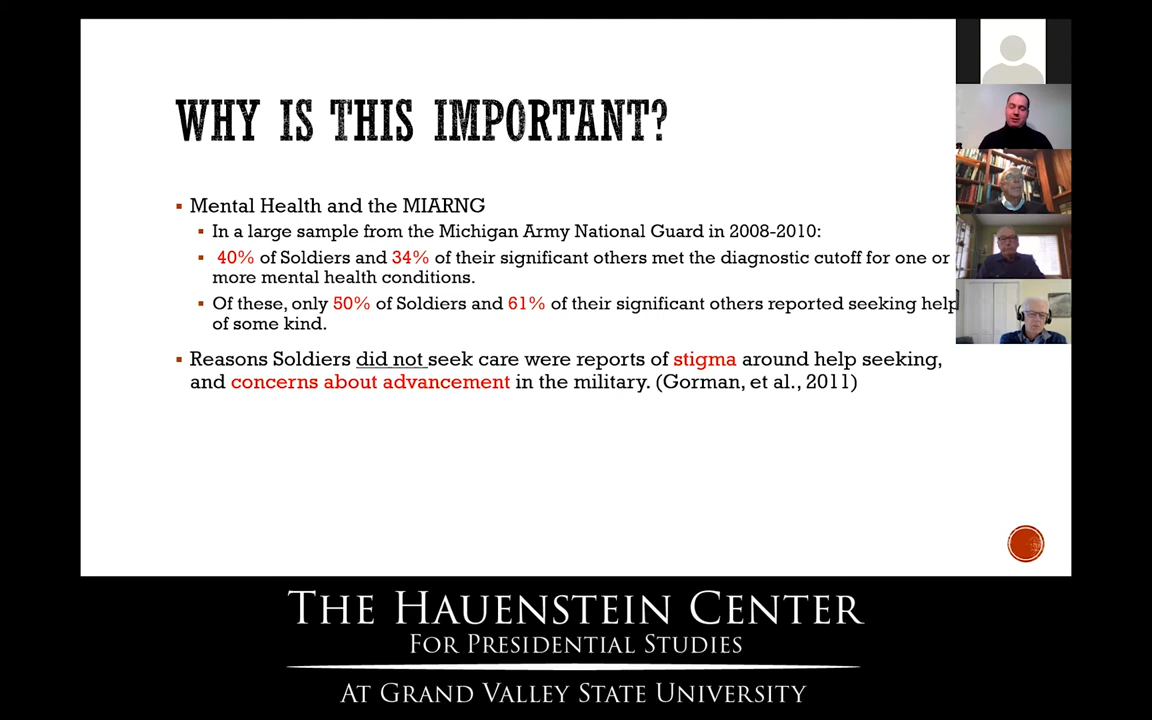 WHY IS THIS IMPORTANT?
Mental Health and the MIARNG
In a large sample from the Michigan Army National Guard in 2008-2010:
40% of Soldiers and 34% of their significant others met the diagnostic cutoff for one or
more mental health conditions.
Of these, only 50% of Soldiers and 61% of their significant others reported seeking help
of some kind.
Reasons Soldiers did not seek care were reports of stigma around help seeking,
and concerns about advancement in the military. (Gorman, et al., 2011)
THE HAUENSTEIN CENTER
FOR PRESIDENTIAL STUDIES
AT GRAND VALLEY STATE UNIVERSITY